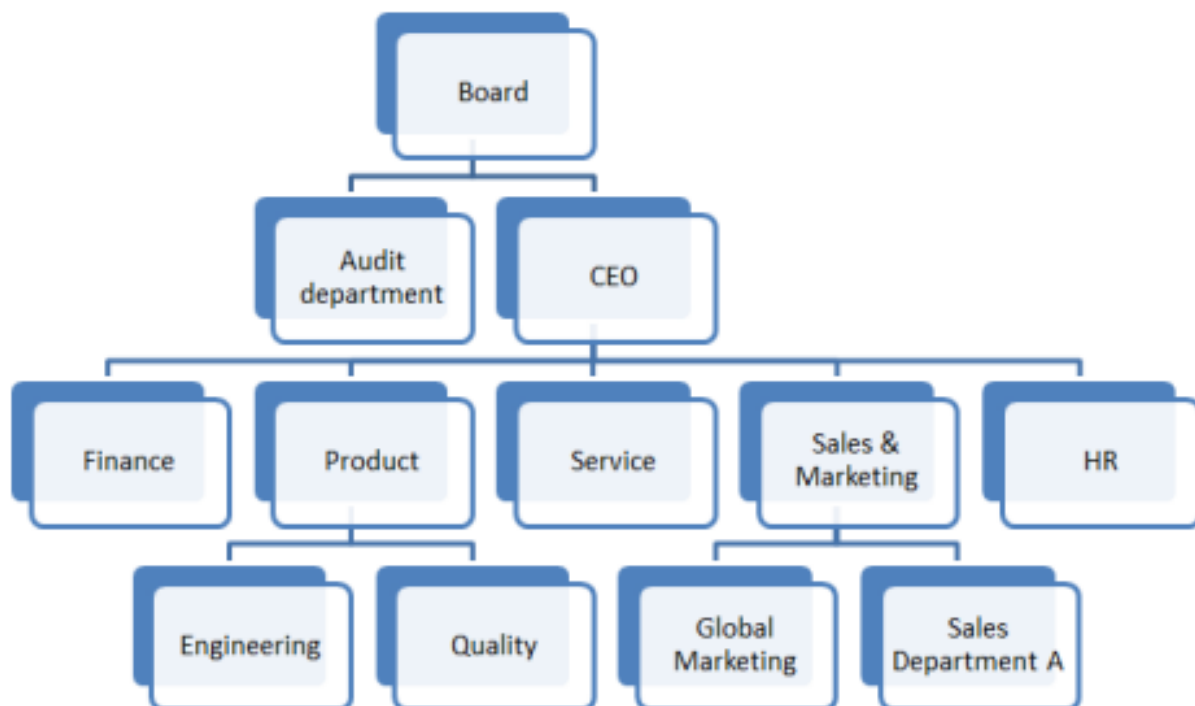 Board
Audit
department
CEO
Finance
Product
Service
Sales &
Marketing
HR
Engineering
Quality
Global
Marketing
Sales
Department A